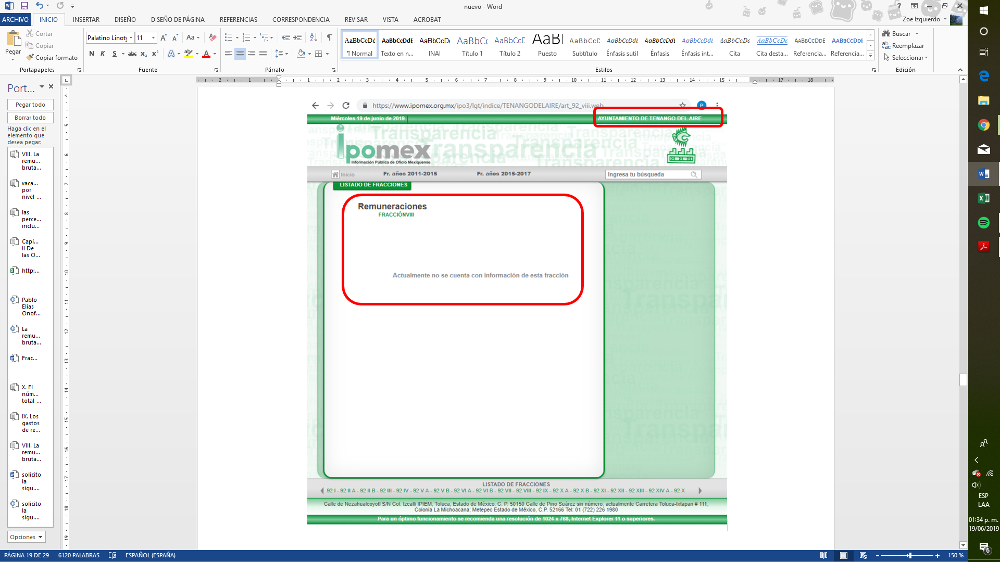 nuevo - Word
ARCHIVO INICIO INSERTAR DISEÑO DISEÑO DE PÁGINA REFERENCIAS CORRESPONDENCIA REVISAR VISTA ACROBAT
Zoe Izquierdo
Pegar
Cortar
Copiar
Copiar formato
Portapapeles
Palatino Linoty 11
Fuente
Párrafo
AaBbCcDc AaBbCcDdE AaBbCcDc AaBbCc AaBbCcD AaBl AaBbCcD AaBbCcDdE AaBbCcDdE AaBbCcDdE AaBbCcDdE AaBbCcDc AaBbCcDdE AaBbCcDdE
¶ Normal Texto en n... INAI Título 1 Título 2 Puesto Subtítulo Énfasis sutil Énfasis Énfasis int... Cita Cita desta... Referencia... Referencia...
Estilos
Buscar
Reemplazar
Seleccionar
Edición
Port...
Pegar todo
Borrar todo
Haga clic en el
elemento que
desea pegar:
VIII. La
remu...
bruta...
vaca...
por
nivel ...
las
perce...
inclu...
Capí...
II De
las O...
http:...
Pablo
Elias
Onof...
La
remu...
bruta...
Frac...
X. El
núm...
total ...
IX. Los
gastos
de re...
VIII. La
remu...
bruta...
solicito
la
sigu....
solicito
la
sigu....
Opciones
https://www.ipomex.org.mx/ipo3/lgt/indice/TENANGODELAIRE/art_92_viii.web
Miércoles 19 de junio de 2019
AYUNTAMIENTO DE TENANGO DEL AIRE
ipomex
Información Pública de Oficio Mexiquense
Transparencia
Inicio Fr. años 2011-2015 Fr. años 2015-2017 Ingresa tu búsqueda
LISTADO DE FRACCIONES
Remuneraciones
FRACCIÓNVIII
Actualmente no se cuenta con información de esta fracción
LISTADO DE FRACCIONES
92 I - 92 II A - 92 II B - 92 III - 92 IV - 92 V A - 92 V B - 92 VI A - 92 VI B - 92 VII - 92 VIII - 92 IX - 92 X A - 92 X B - 92 XI - 92 XII - 92 XIII - 92 XIV A - 92 X
Calle de Nezahualcoyotl S/N Col. Izcalli IPIEM, Toluca, Estado de México. C. P. 50150 Calle de Pino Suárez sin número, actualmente Carretera Toluca-Ixtapan # 111,
Colonia La Michoacana; Metepec Estado de México, C.P. 52166 Tel: 01 (722) 226 1980
Para un óptimo funcionamiento se recomienda una resolución de 1024 x 768, Internet Explorer 11 o superiores.
PÁGINA 19 DE 29 6120 PALABRAS ESPAÑOL (ESPAÑA)
150 %
ESP
LAA
01:34 p. m.
19/06/2019
6